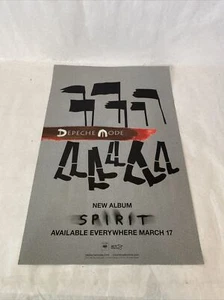 DEPECHE MODE
NEW ALBUM
SPIRIT
AVAILABLE EVERYWHERE MARCH 17